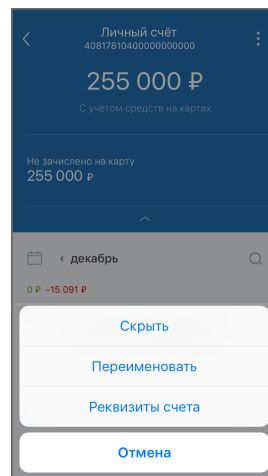 Личный счёт
40817810400000000000
255 000 ₽
С учетом средств на картах
Не зачислено на карту
255 000 ₽
декабрь
0 ₽ -15 091 ₽
Скрыть
Переименовать
Реквизиты счета
Отмена